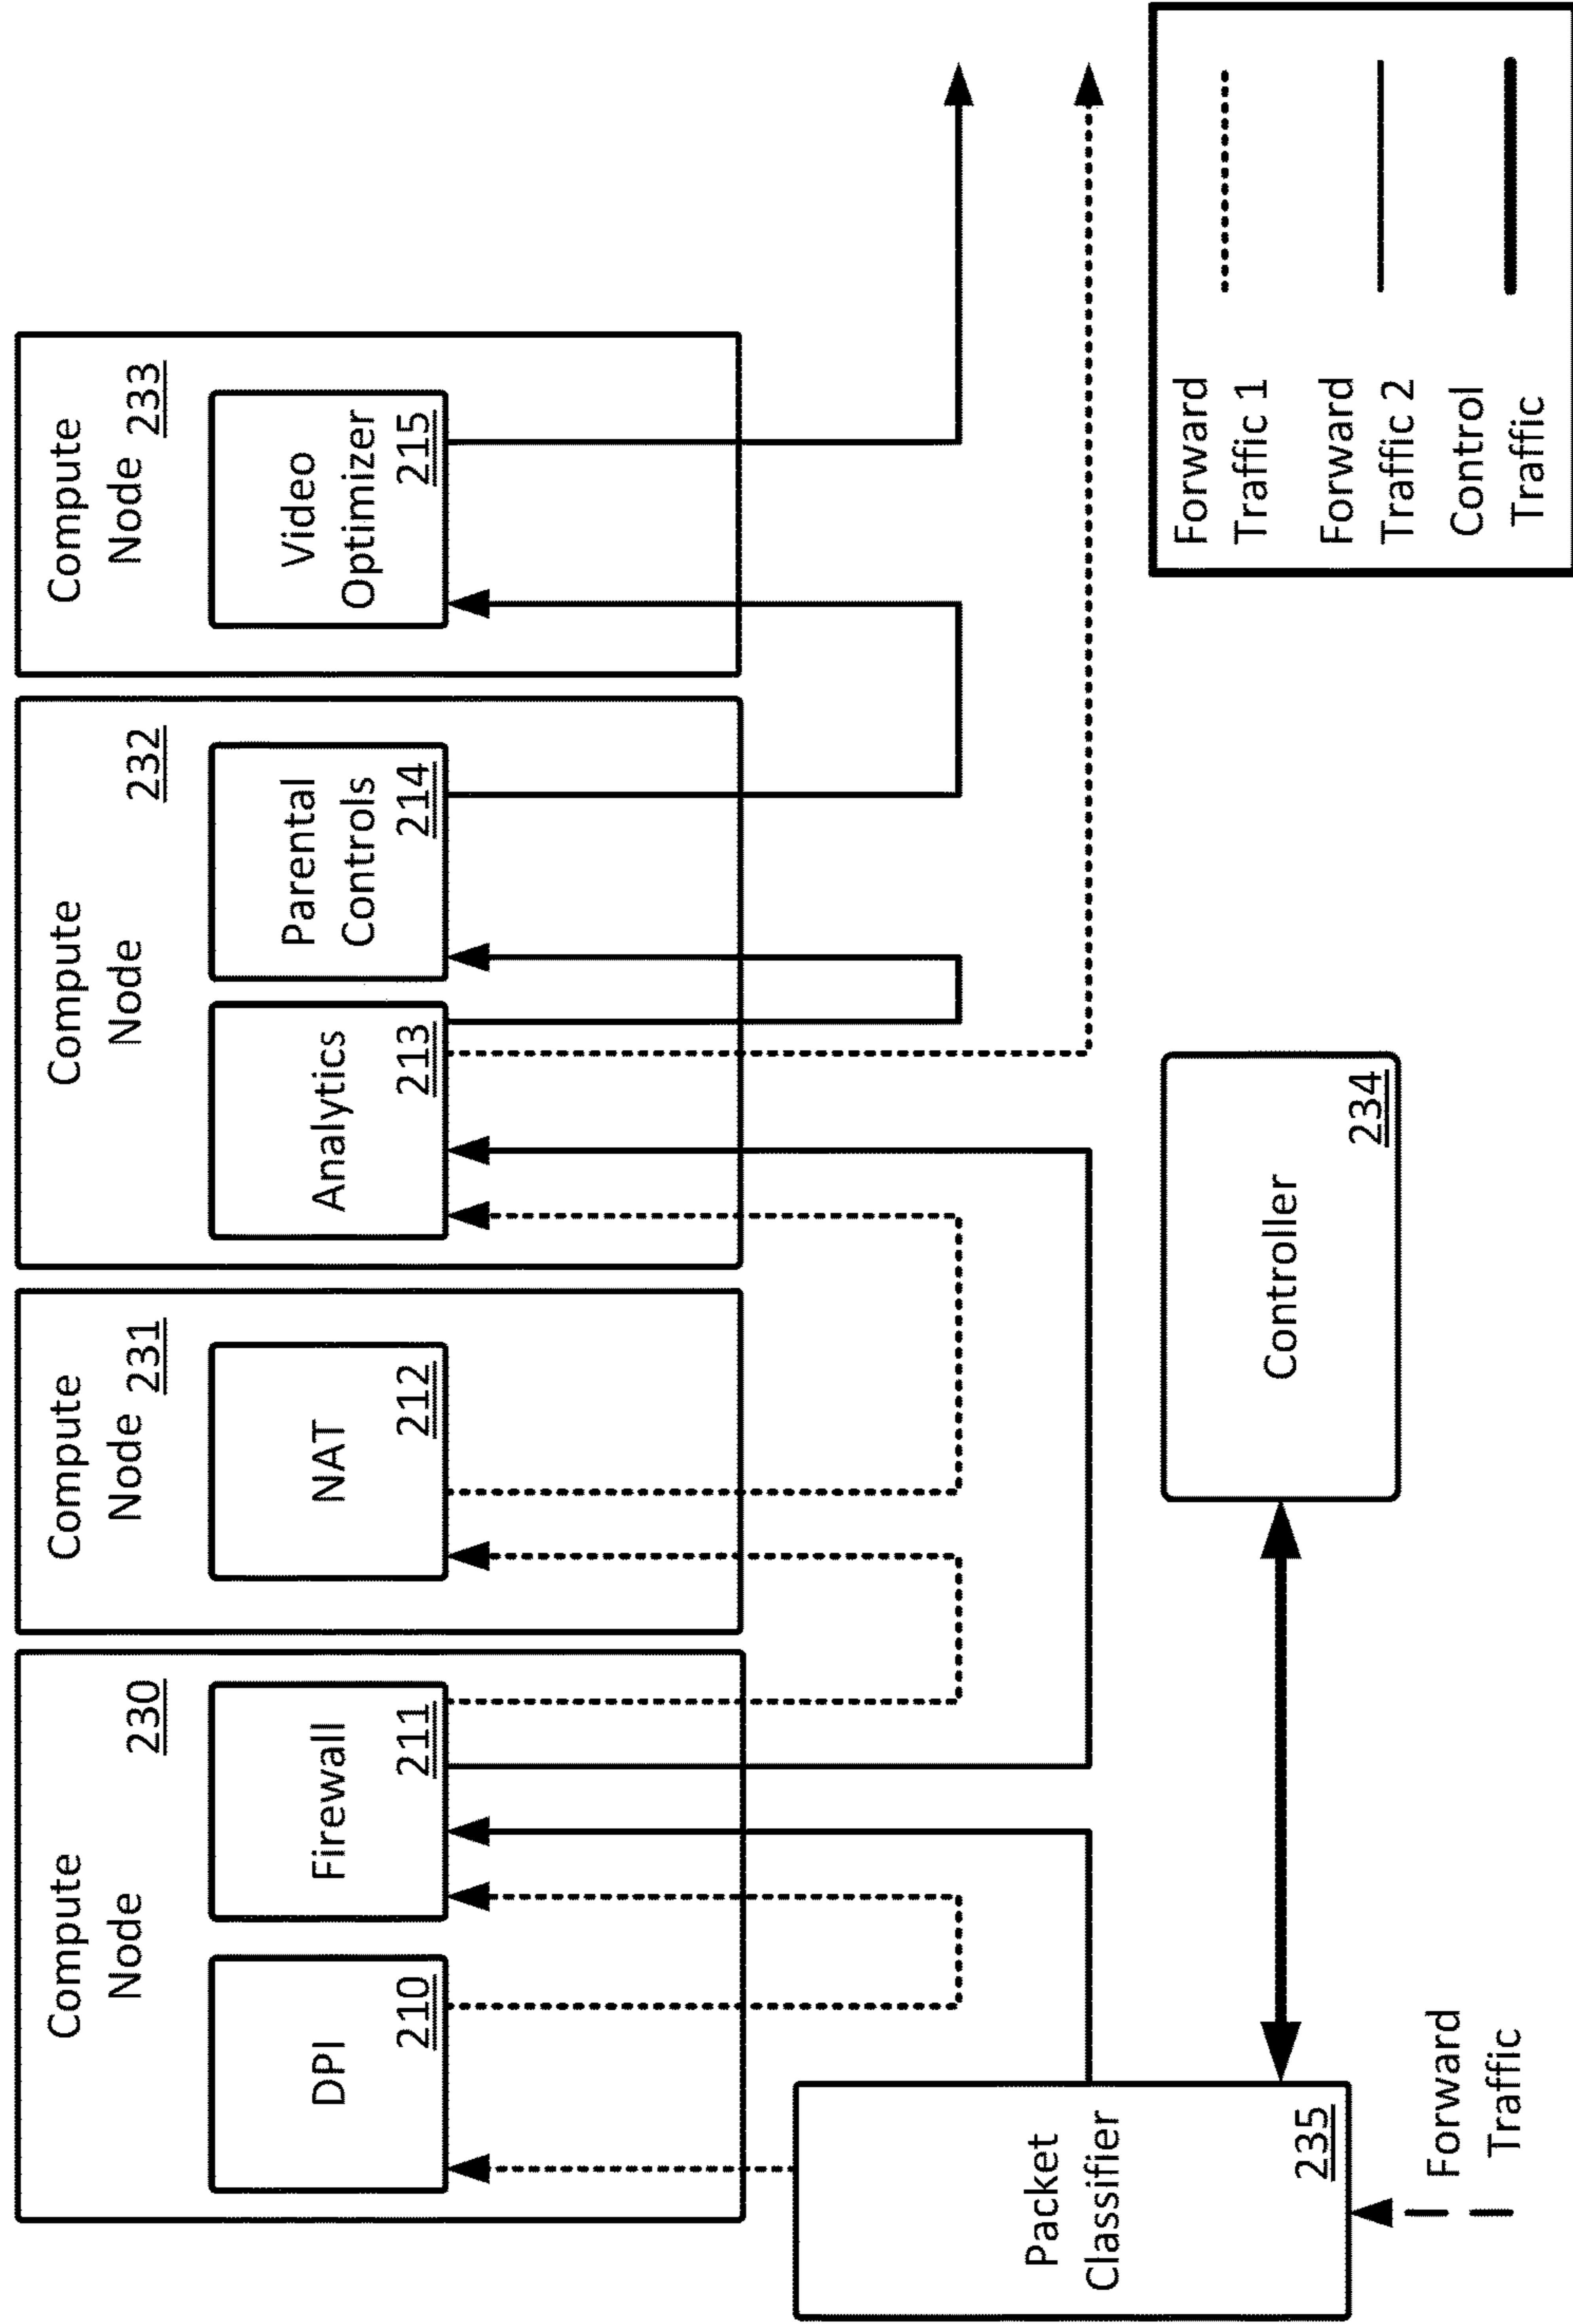 Compute
Node
230
DPI
210
Firewall
211
Compute
Node 231
NAT
212
Compute
Node
232
Analytics
213
Parental
Controls
214
Compute
Node 233
Video
Optimizer
215
Packet
Classifier
235
Forward
Traffic
Controller
234
Forward
Traffic 1
Forward
Traffic 2
Control
Traffic